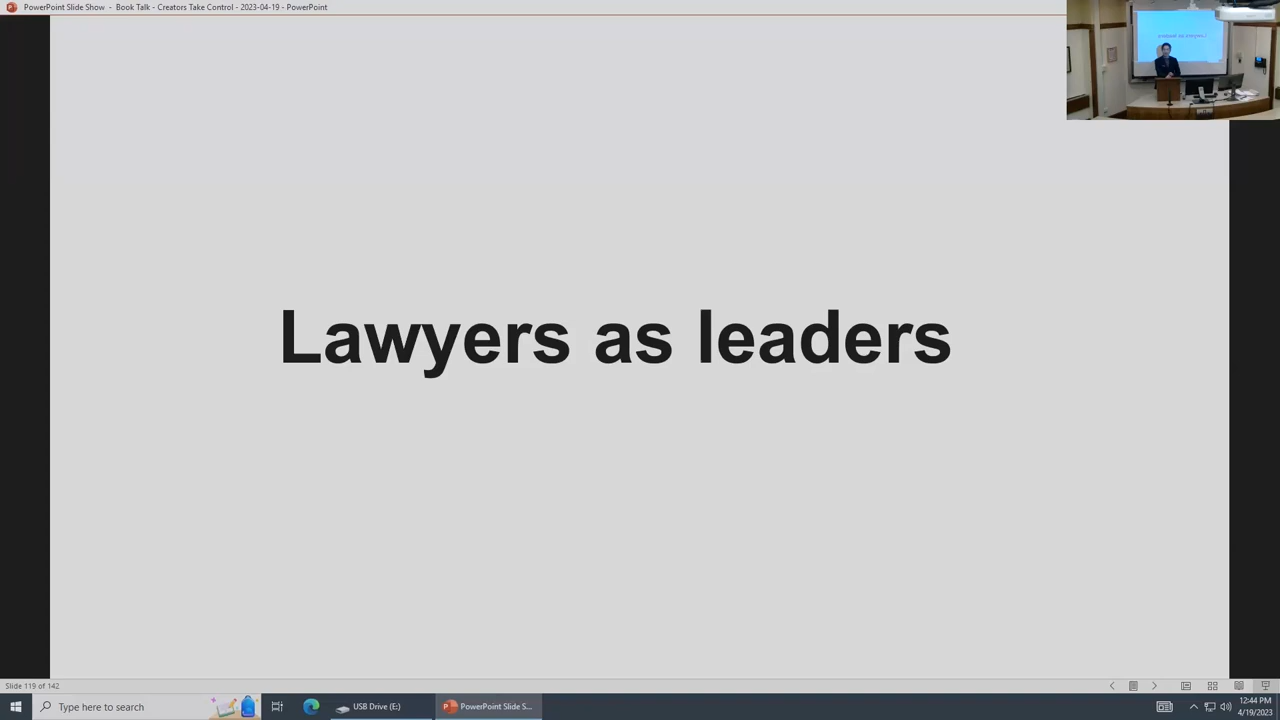 PowerPoint Slide Show - Book Talk - Creators Take Control - 2023-04-19 - PowerPoint
Lawyers as leaders
Slide 119 of 142
Type here to search
USB Drive (E:)
PowerPoint Slide S...
12:44 PM
4/19/2023